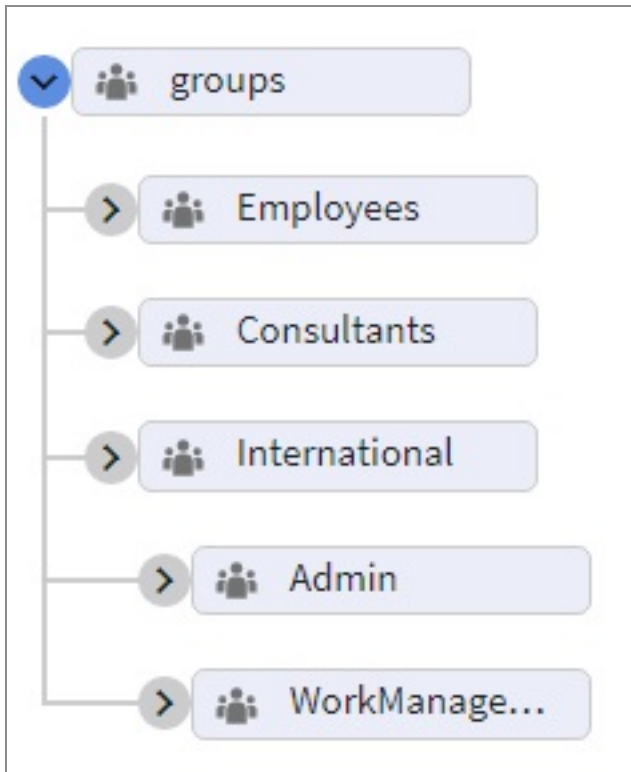 groups
Employees
Consultants
International
Admin
WorkManage...